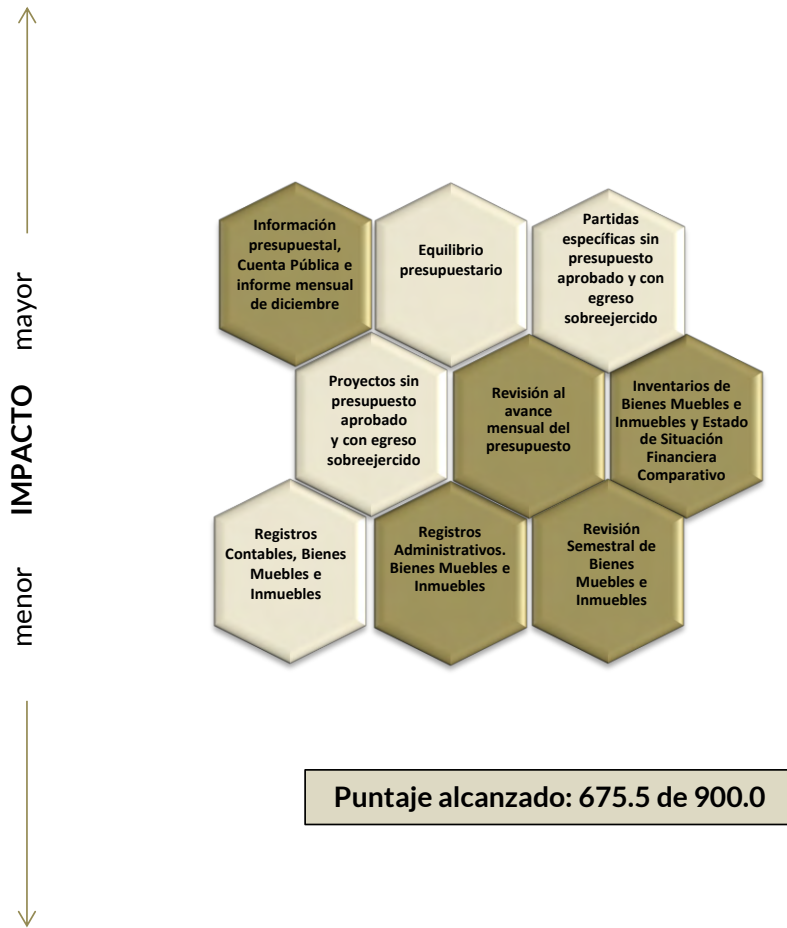 mayor
IMPACTO
menor
Información
presupuestal,
Cuenta Pública e
informe mensual
de diciembre
Equilibrio
presupuestario
Partidas
específicas sin
presupuesto
aprobado y con
egreso
sobreejercido
Proyectos sin
presupuesto
aprobado
y con egreso
sobreejercido
Revisión al
avance
mensual del
presupuesto
Inventarios de
Bienes Muebles e
Inmuebles y Estado
de Situación
Financiera
Comparativo
Registros
Contables, Bienes
Muebles e
Inmuebles
Registros
Administrativos.
Bienes Muebles e
Inmuebles
Revisión
Semestral de
Bienes
Muebles e
Inmuebles
Puntaje alcanzado: 675.5 de 900.0